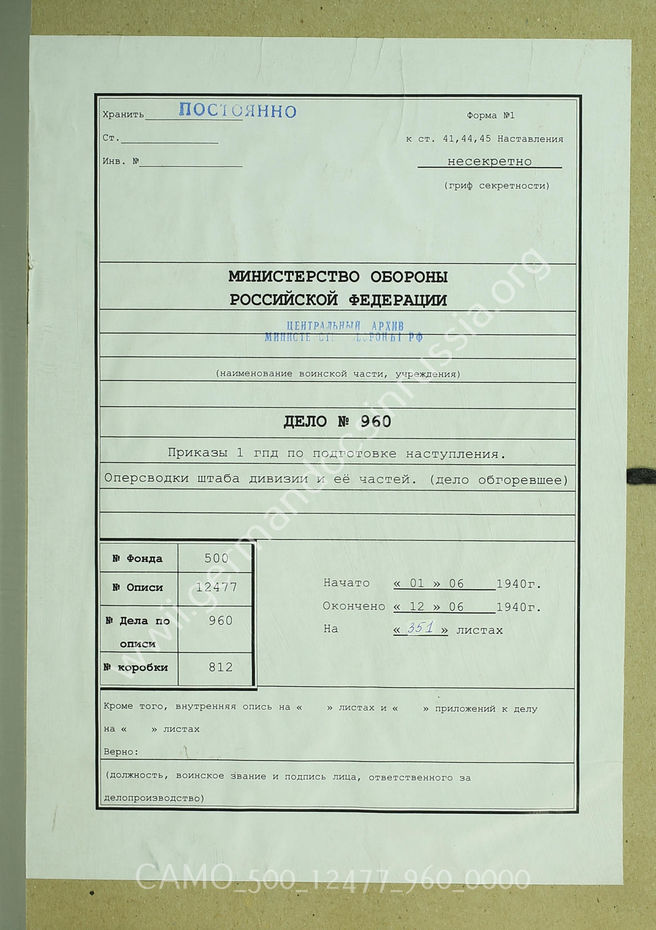 Хранить ПОСТОЯННО
Форма №1
Ст.
к ст. 41,44,45 Наставления
Инв. №
несекретно
(гриф секретности)
МИНИСТЕРСТВО ОБОРОНЫ
РОССИЙСКОЙ ФЕДЕРАЦИИ
ЦЕНТРАЛЬНЫЙ АРХИВ
РФ
(наименование воинской части, учреждения)
ДЕЛО № 960
Приказы 1 гпд по подготовке наступления.
Оперсводки штаба дивизии и её частей. (дело обгоревшее)
№ Фонда 500
№ Описи 12477
№ Дела по описи 960
№ коробки 812
Начато « 01 » 06 1940г.
Окончено « 12 » 06 1940г.
На « 351 » листах
Кроме того, внутренняя опись на « » листах и « » приложений к делу
на « » листах
Верно:
(должность, воинское звание и подпись лица, ответственного за
делопроизводство)
www.germandocsinrussia.org
CAMO_500_12477_960_0000